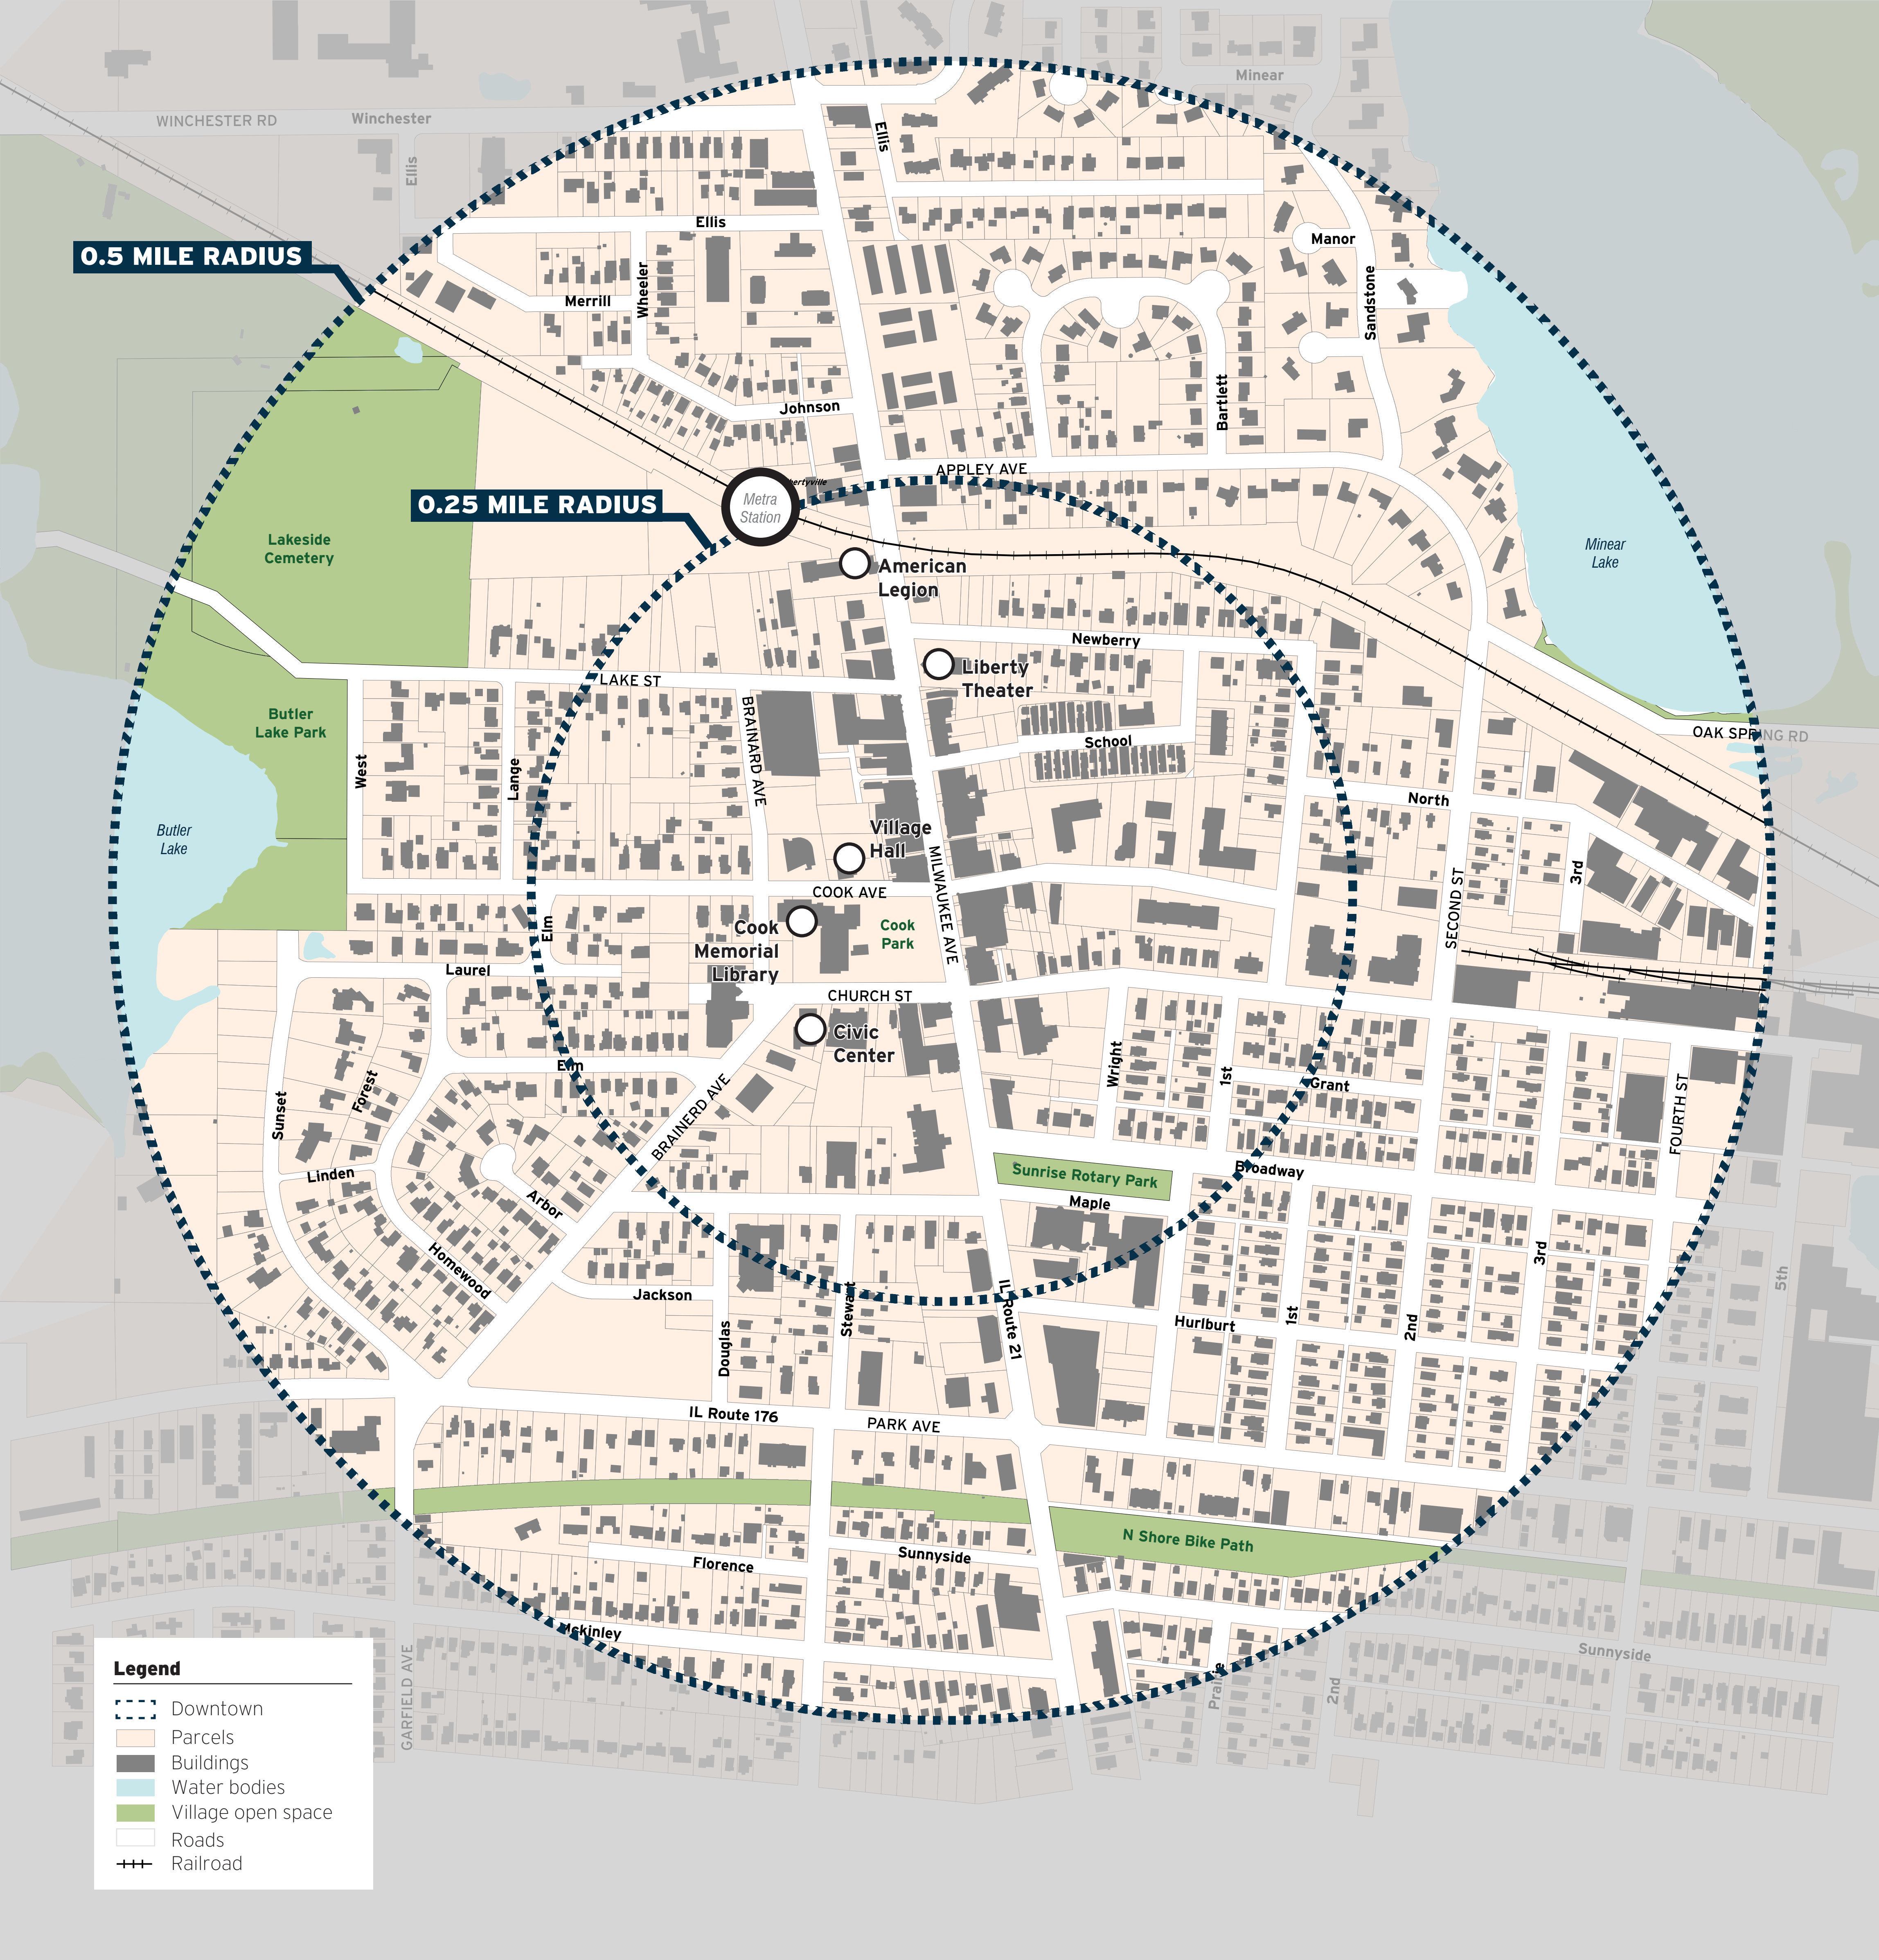 Minear
WINCHESTER RD
Winchester
Ellis
Ellis
Ellis
Manor
0.5 MILE RADIUS
Wheeler
Merrill
Sandstone
Johnson
Bartlett
APPLEY AVE
0.25 MILE RADIUS
Metra
Station
Lakeside
Cemetery
Minear
Lake
American
Legion
Newberry
Liberty
Theater
LAKE ST
BRAINARD AVE
Butler
Lake Park
OAK SPRING RD
School
West
Lange
North
Butler
Lake
Village
Hall
MILWAUKEE AVE
3rd
COOK AVE
SECOND ST
Elm
Cook
Memorial
Library
Cook
Park
Laurel
CHURCH ST
Civic
Center
Elm
Wright
1st
Grant
Forest
Sunset
BRAINERD AVE
FOURTH ST
Linden
Sunrise Rotary Park
Broadway
Arbor
Maple
Homewood
3rd
5th
Jackson
Stewart
IL Route 21
Hurlburt
1st
2nd
Douglas
IL Route 176
PARK AVE
N Shore Bike Path
Sunnyside
Florence
Mckinley
Sunnyside
GARFIELD AVE
Prairie
2nd
Legend
Downtown
Parcels
Buildings
Water bodies
Village open space
Roads
Railroad